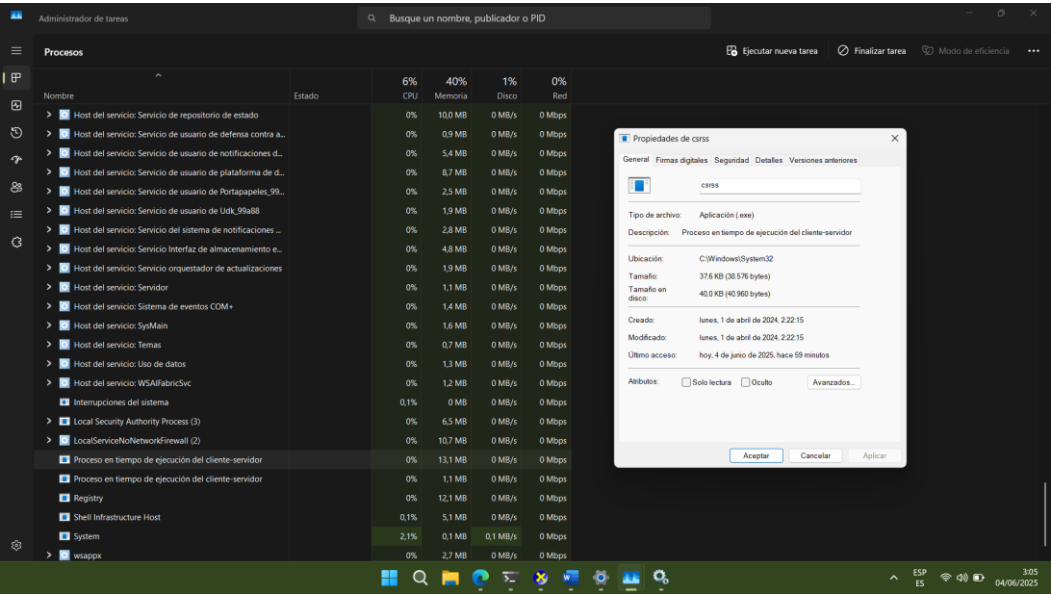 Administrador de tareas
Busque un nombre, publicador o PID
Procesos
Ejecutar nueva tarea
Finalizar tarea
Modo de eficiencia
6% 40% 1% 0%
Nombre Estado CPU Memoria Disco Red
Host del servicio: Servicio de repositorio de estado 0% 10,0 MB 0 MB/s 0 Mbps
Host del servicio: Servicio de usuario de defensa contra a... 0% 0,9 MB 0 MB/s 0 Mbps
Host del servicio: Servicio de usuario de notificaciones d... 0% 5,4 MB 0 MB/s 0 Mbps
Host del servicio: Servicio de usuario de plataforma de d... 0% 8,7 MB 0 MB/s 0 Mbps
Host del servicio: Servicio de usuario de Portapapeles_99... 0% 2,5 MB 0 MB/s 0 Mbps
Host del servicio: Servicio de usuario de Udk_99a88 0% 1,9 MB 0 MB/s 0 Mbps
Host del servicio: Servicio del sistema de notificaciones ... 0% 2,8 MB 0 MB/s 0 Mbps
Host del servicio: Servicio Interfaz de almacenamiento e... 0% 4,8 MB 0 MB/s 0 Mbps
Host del servicio: Servicio orquestador de actualizaciones 0% 1,9 MB 0 MB/s 0 Mbps
Host del servicio: Servidor 0% 1,1 MB 0 MB/s 0 Mbps
Host del servicio: Sistema de eventos COM+ 0% 1,4 MB 0 MB/s 0 Mbps
Host del servicio: SysMain 0% 1,6 MB 0 MB/s 0 Mbps
Host del servicio: Temas 0% 0,7 MB 0 MB/s 0 Mbps
Host del servicio: Uso de datos 0% 1,3 MB 0 MB/s 0 Mbps
Host del servicio: WSAIFabricSvc 0% 1,2 MB 0 MB/s 0 Mbps
Interrupciones del sistema 0,1% 0 MB 0 MB/s 0 Mbps
Local Security Authority Process (3) 0% 6,5 MB 0 MB/s 0 Mbps
LocalServiceNoNetworkFirewall (2) 0% 10,7 MB 0 MB/s 0 Mbps
Proceso en tiempo de ejecución del cliente-servidor 0% 13,1 MB 0 MB/s 0 Mbps
Proceso en tiempo de ejecución del cliente-servidor 0% 1,1 MB 0 MB/s 0 Mbps
Registry 0% 12,1 MB 0 MB/s 0 Mbps
Shell Infrastructure Host 0,1% 5,1 MB 0 MB/s 0 Mbps
System 2,1% 0,1 MB 0,1 MB/s 0 Mbps
wsappx 0% 2,7 MB 0 MB/s 0 Mbps
Propiedades de csrss
General Firmas digitales Seguridad Detalles Versiones anteriores
csrss
Tipo de archivo: Aplicación (.exe)
Descripción: Proceso en tiempo de ejecución del cliente-servidor
Ubicación: C:\Windows\System32
Tamaño: 37,6 KB (38.576 bytes)
Tamaño en disco: 40,0 KB (40.960 bytes)
Creado: lunes, 1 de abril de 2024, 2:22:15
Modificado: lunes, 1 de abril de 2024, 2:22:15
Último acceso: hoy, 4 de junio de 2025, hace 59 minutos
Atributos: Solo lectura Oculto Avanzados...
Aceptar Cancelar Aplicar
ESP
ES
3:05
04/06/2025